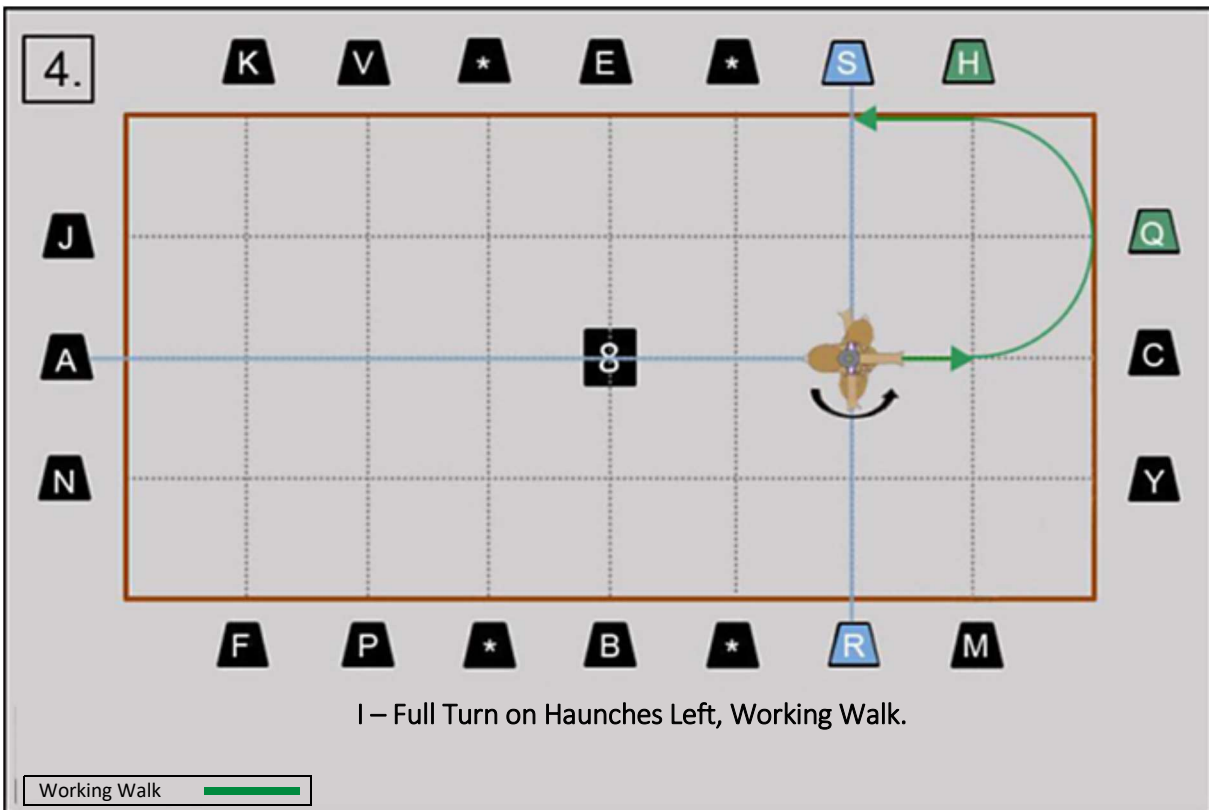 4.
K V * E * S H
J
Q
A
8
C
N
Y
F P * B * R M
I – Full Turn on Haunches Left, Working Walk.
Working Walk